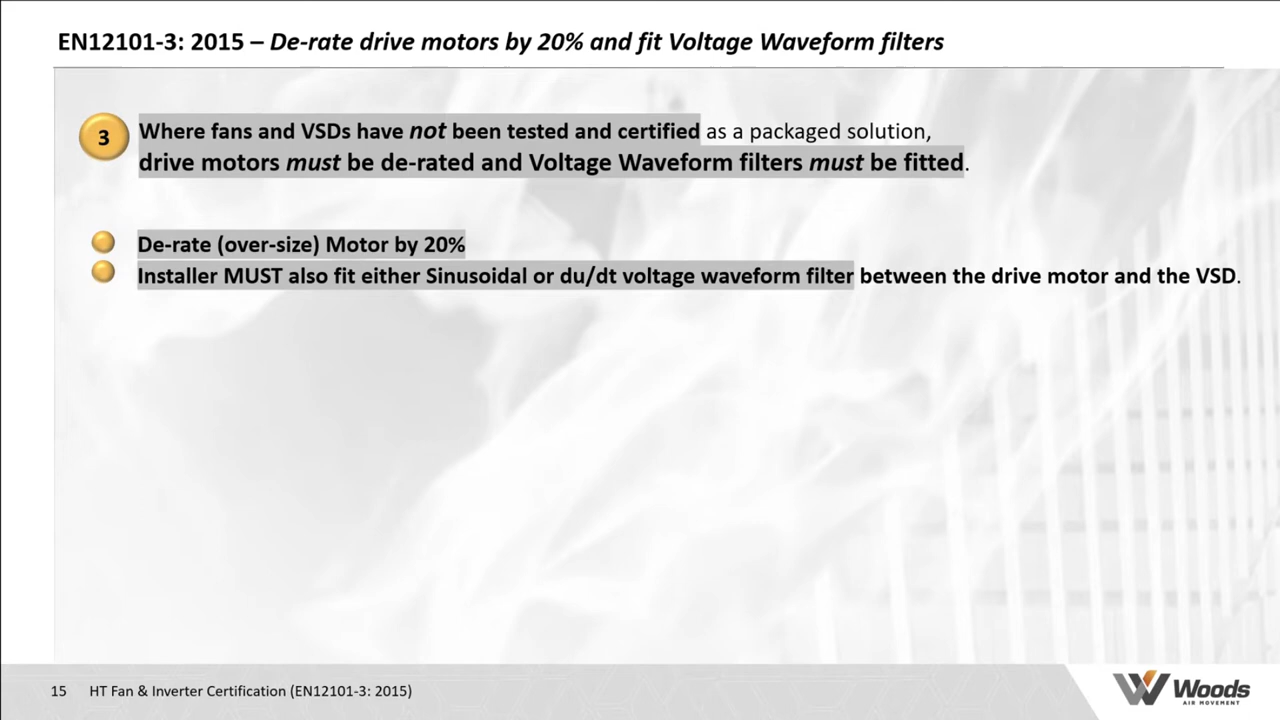 EN12101-3: 2015 – De-rate drive motors by 20% and fit Voltage Waveform filters
3
Where fans and VSDs have not been tested and certified as a packaged solution,
drive motors must be de-rated and Voltage Waveform filters must be fitted.
De-rate (over-size) Motor by 20%
Installer MUST also fit either Sinusoidal or du/dt voltage waveform filter between the drive motor and the VSD.
15 HT Fan & Inverter Certification (EN12101-3: 2015)
Woods
AIR MOVEMENT